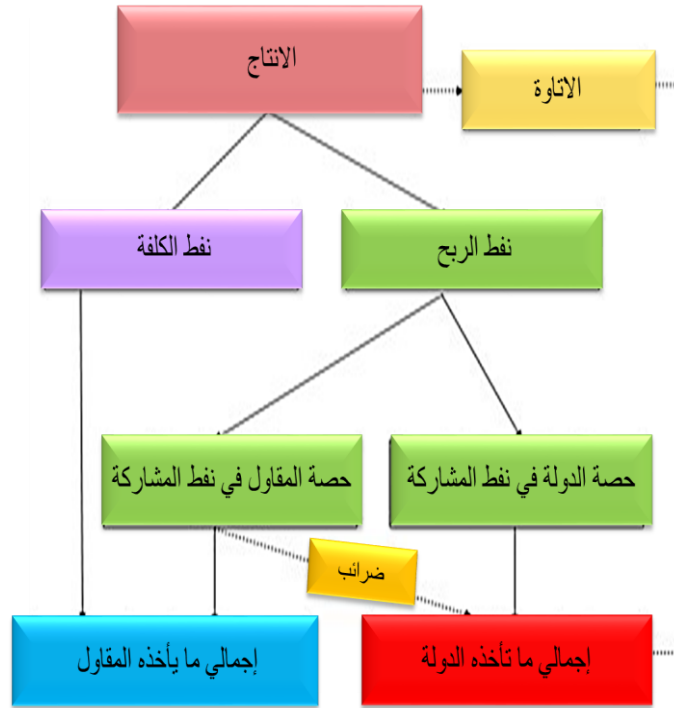 الانتاج
الاتاوة
نفط الربح
نفط الكلفة
حصة الدولة في نفط المشاركة
حصة المقاول في نفط المشاركة
ضرائب
إجمالي ما تأخذه الدولة
إجمالي ما يأخذه المقاول